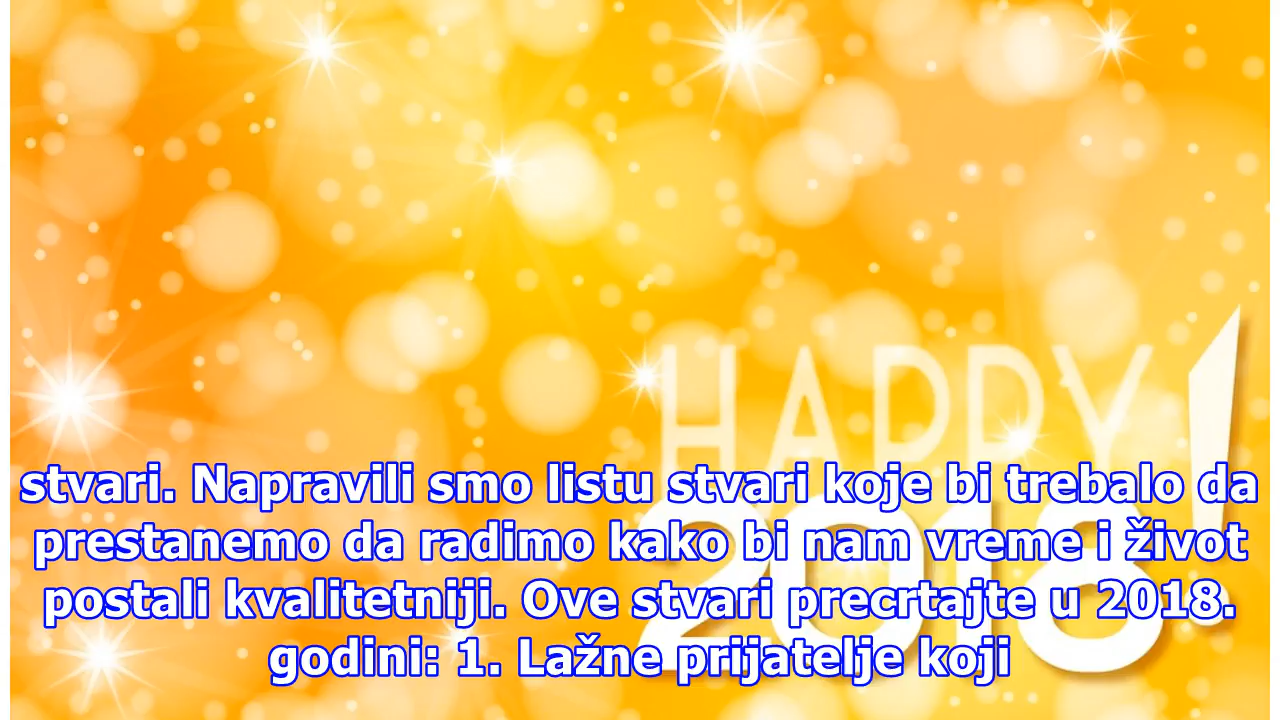 HAPPY!
stvari. Napravili smo listu stvari koje bi trebalo da
prestanemo da radimo kako bi nam vreme i život
2018
postali kvalitetniji. Ove stvari precrtajte u 2018.
godini: 1. Lažne prijatelje koji